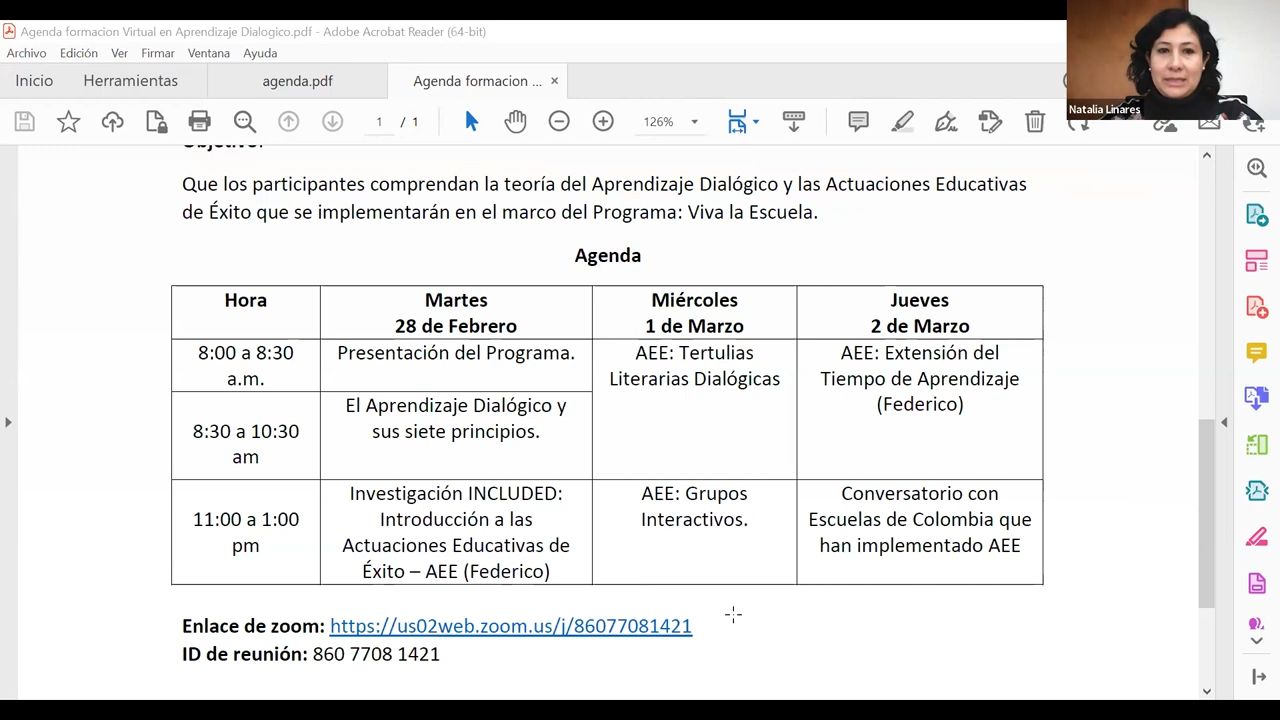 Agenda formacion Virtual en Aprendizaje Dialogico.pdf - Adobe Acrobat Reader (64-bit)
Archivo Edición Ver Firmar Ventana Ayuda
Inicio Herramientas agenda.pdf Agenda formacion ... ×
1 / 1 126%
Natalia Linares
Objetivo:
Que los participantes comprendan la teoría del Aprendizaje Dialógico y las Actuaciones Educativas
de Éxito que se implementarán en el marco del Programa: Viva la Escuela.
Agenda
Hora
Martes
28 de Febrero
Miércoles
1 de Marzo
Jueves
2 de Marzo
8:00 a 8:30
a.m.
Presentación del Programa.
AEE: Tertulias
Literarias Dialógicas
AEE: Extensión del
Tiempo de Aprendizaje
(Federico)
8:30 a 10:30
am
El Aprendizaje Dialógico y
sus siete principios.
11:00 a 1:00
pm
Investigación INCLUDED:
Introducción a las
Actuaciones Educativas de
Éxito – AEE (Federico)
AEE: Grupos
Interactivos.
Conversatorio con
Escuelas de Colombia que
han implementado AEE
Enlace de zoom: https://us02web.zoom.us/j/86077081421
ID de reunión: 860 7708 1421